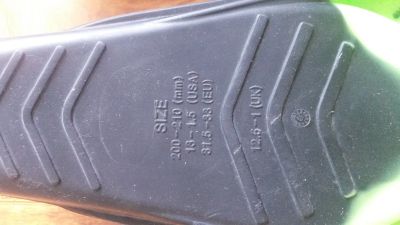 SIZE
200-210 (mm)
13-1.5 (USA)
31.5-33 (EU)
12.5-1 (UK)